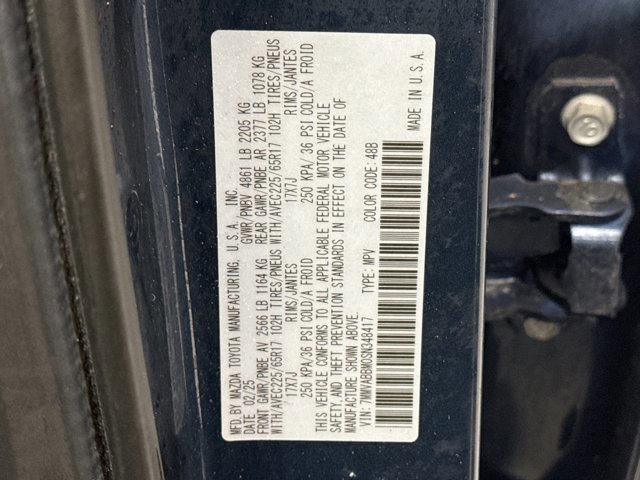 MFD BY MAZDA TOYOTA MANUFACTURING, U.S.A., INC.
DATE 02/25 GVWR/PNBV 4861 LB 2205 KG
FRONT GAWR/PNBE AV 2566 LB 1164 KG REAR GAWR/PNBE AR 2377 LB 1078 KG
WITH/AVEC225/65R17 102H TIRES/PNEUS WITH/AVEC225/65R17 102H TIRES/PNEUS
17X7J RIMS/JANTES 17X7J RIMS/JANTES
250 KPA/36 PSI COLD/A FROID 250 KPA/ 36 PSI COLD/A FROID
THIS VEHICLE CONFORMS TO ALL APPLICABLE FEDERAL MOTOR VEHICLE
SAFETY AND THEFT PREVENTION STANDARDS IN EFFECT ON THE DATE OF
MANUFACTURE SHOWN ABOVE.
VIN: TYPE: MPV COLOR CODE: 48B
MADE IN U.S.A.